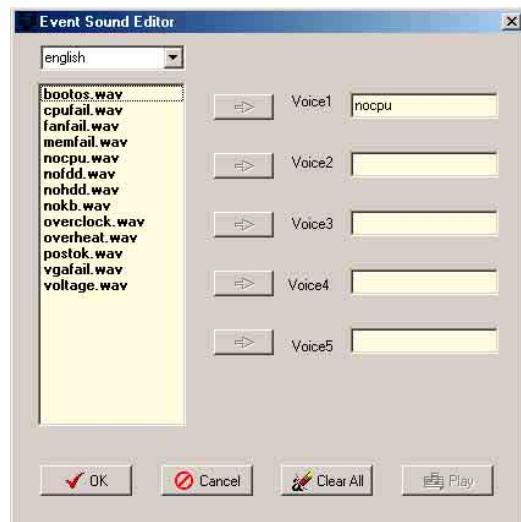 Event Sound Editor
english
bootos.wav
cpufail.wav
fanfail.wav
memfail.wav
nocpu.wav
nofdd.wav
nohdd.wav
nokb.wav
overclock.wav
overheat.wav
postok.wav
vgafail.wav
voltage.wav
Voice1 nocpu
Voice2
Voice3
Voice4
Voice5
OK Cancel Clear All Play